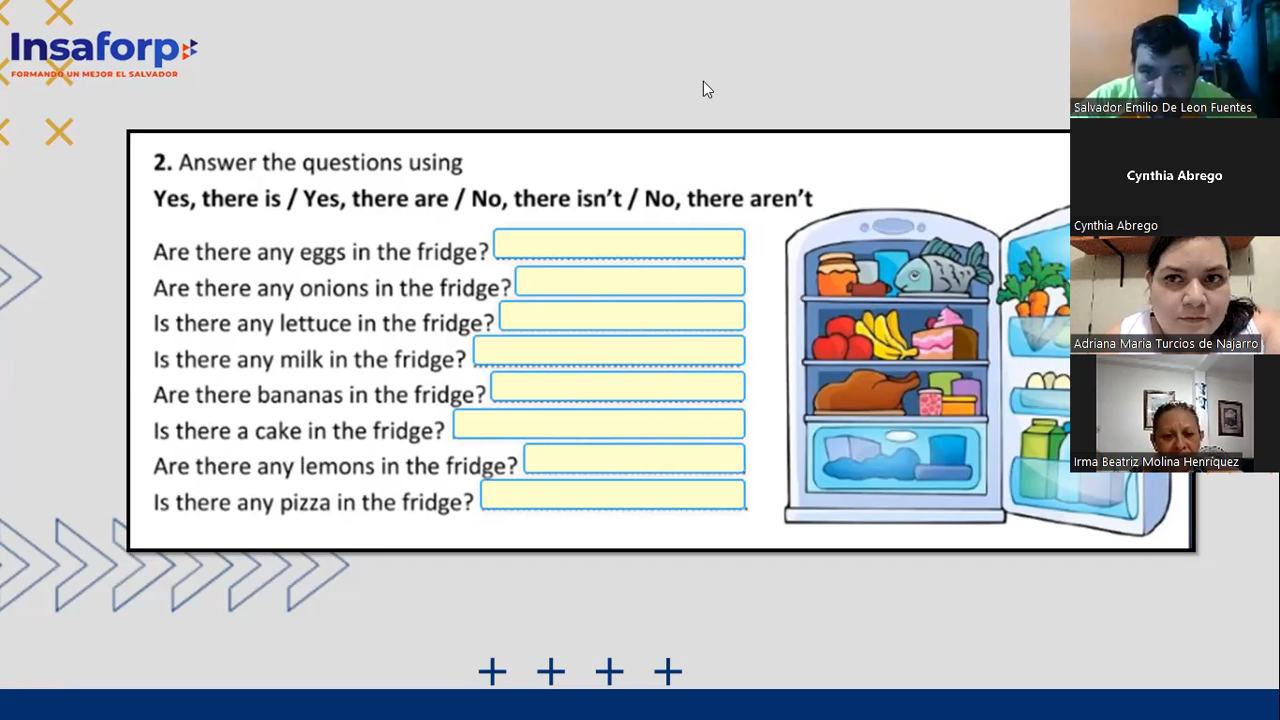 Insaforp
FORMANDO UN MEJOR EL SALVADOR
2. Answer the questions using
Yes, there is / Yes, there are / No, there isn't / No, there aren't
Are there any eggs in the fridge?
Are there any onions in the fridge?
Is there any lettuce in the fridge?
Is there any milk in the fridge?
Are there bananas in the fridge?
Is there a cake in the fridge?
Are there any lemons in the fridge?
Is there any pizza in the fridge?
Salvador Emilio De Leon Fuentes
Cynthia Abrego
Cynthia Abrego
Adriana Maria Turcios de Najarro
Irma Beatriz Molina Henríquez